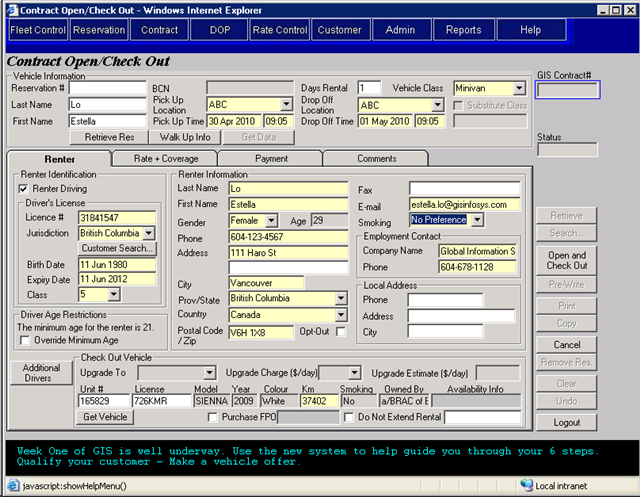 Contract Open/Check Out - Windows Internet Explorer
Fleet Control Reservation Contract DOP Rate Control Customer Admin Reports Help
Contract Open/Check Out
Vehicle Information
GIS Contract#
Reservation # BCN Days Rental 1 Vehicle Class Minivan
Last Name Lo Pick Up Location ABC Drop Off Location ABC Substitute Class
First Name Estella Pick Up Time 30 Apr 2010 09:05 Drop Off Time 01 May 2010 09:05
Status
Retrieve Res Walk Up Info Get Data
Renter Rate + Coverage Payment Comments
Renter Identification
Renter Driving
Driver's License
Licence # 31841547
Jurisdiction British Columbia
Customer Search...
Birth Date 11 Jun 1980
Expiry Date 11 Jun 2012
Class 5
Driver Age Restrictions
The minimum age for the renter is 21.
Override Minimum Age
Renter Information
Last Name Lo
First Name Estella
Gender Female Age 29
Phone 604-123-4567
Address 111 Haro St
City Vancouver
Prov/State British Columbia
Country Canada
Postal Code / Zip V6H 1X8 Opt-Out
Fax
E-mail estella.lo@gisinfosys.com
Smoking No Preference
Employment Contact
Company Name Global Information S
Phone 604-678-1128
Local Address
Phone
Address
City
Retrieve
Search...
Open and Check Out
Pre-Write
Print
Copy
Cancel
Remove Res.
Clear
Undo
Logout
Additional Drivers
Check Out Vehicle
Upgrade To Upgrade Charge ($/day) Upgrade Estimate ($/day)
Unit # License Model Year Colour Km Smoking Owned By Availability Info
165829 726KMR SIENNA 2009 White 37402 No a/BRAC of E
Get Vehicle Purchase FPO Do Not Extend Rental
Week One of GIS is well underway. Use the new system to help guide you through your 6 steps.
Qualify your customer - Make a vehicle offer.
javascript:showHelpMenu() Local intranet